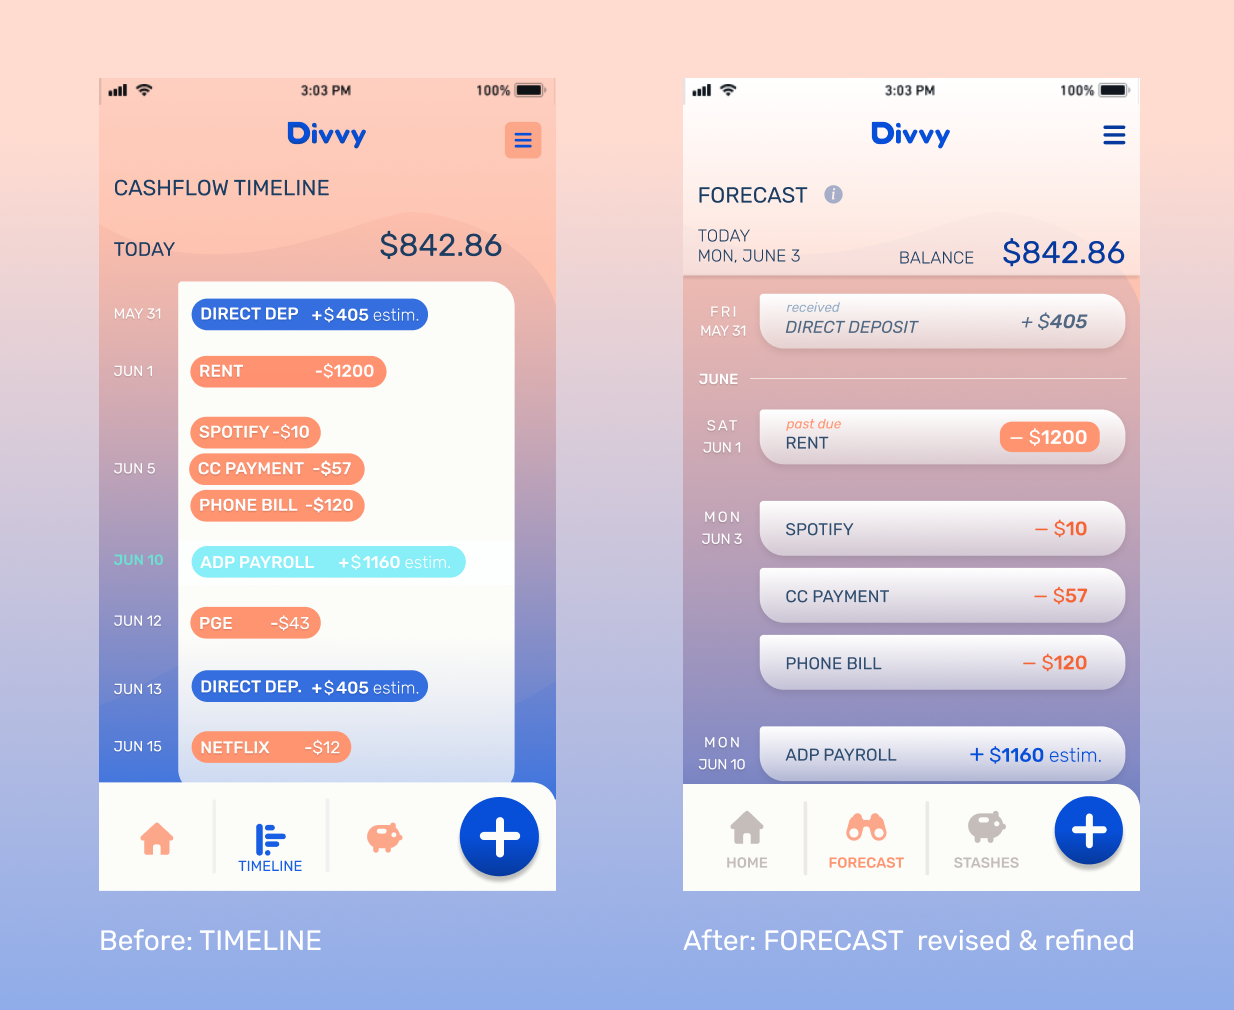 3:03 PM
100%
Divvy
CASHFLOW TIMELINE
TODAY
$842.86
MAY 31
DIRECT DEP +$405 estim.
JUN 1
RENT -$1200
SPOTIFY -$10
JUN 5
CC PAYMENT -$57
PHONE BILL -$120
JUN 10
ADP PAYROLL +$1160 estim.
JUN 12
PGE -$43
JUN 13
DIRECT DEP. +$405 estim.
JUN 15
NETFLIX -$12
TIMELINE
Before: TIMELINE
3:03 PM
100%
Divvy
FORECAST i
TODAY
MON, JUNE 3
BALANCE $842.86
FRI
MAY 31
received
DIRECT DEPOSIT + $405
JUNE
SAT
JUN 1
past due
RENT – $1200
MON
JUN 3
SPOTIFY – $10
CC PAYMENT – $57
PHONE BILL – $120
MON
JUN 10
ADP PAYROLL + $1160 estim.
HOME
FORECAST
STASHES
After: FORECAST revised & refined